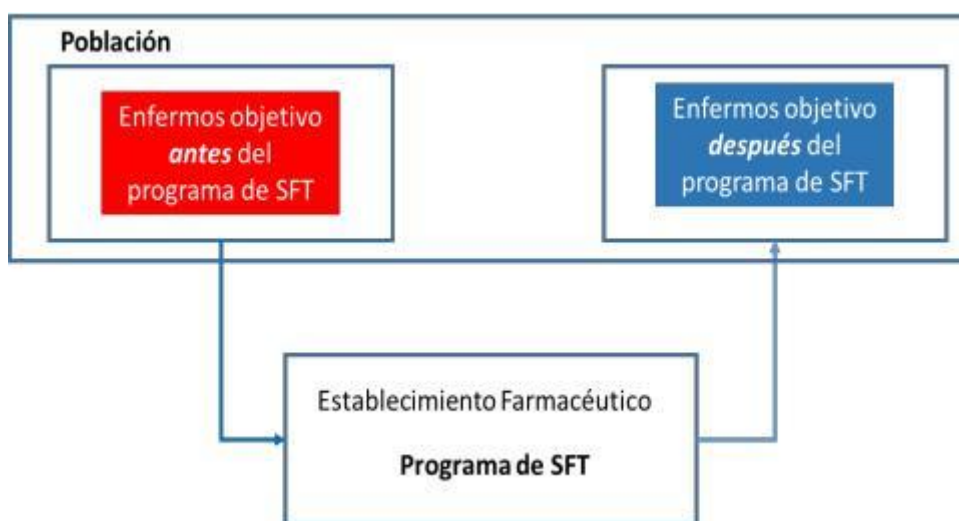 Población
Enfermos objetivo
antes del
programa de SFT
Enfermos objetivo
después del
programa de SFT
Establecimiento Farmacéutico
Programa de SFT